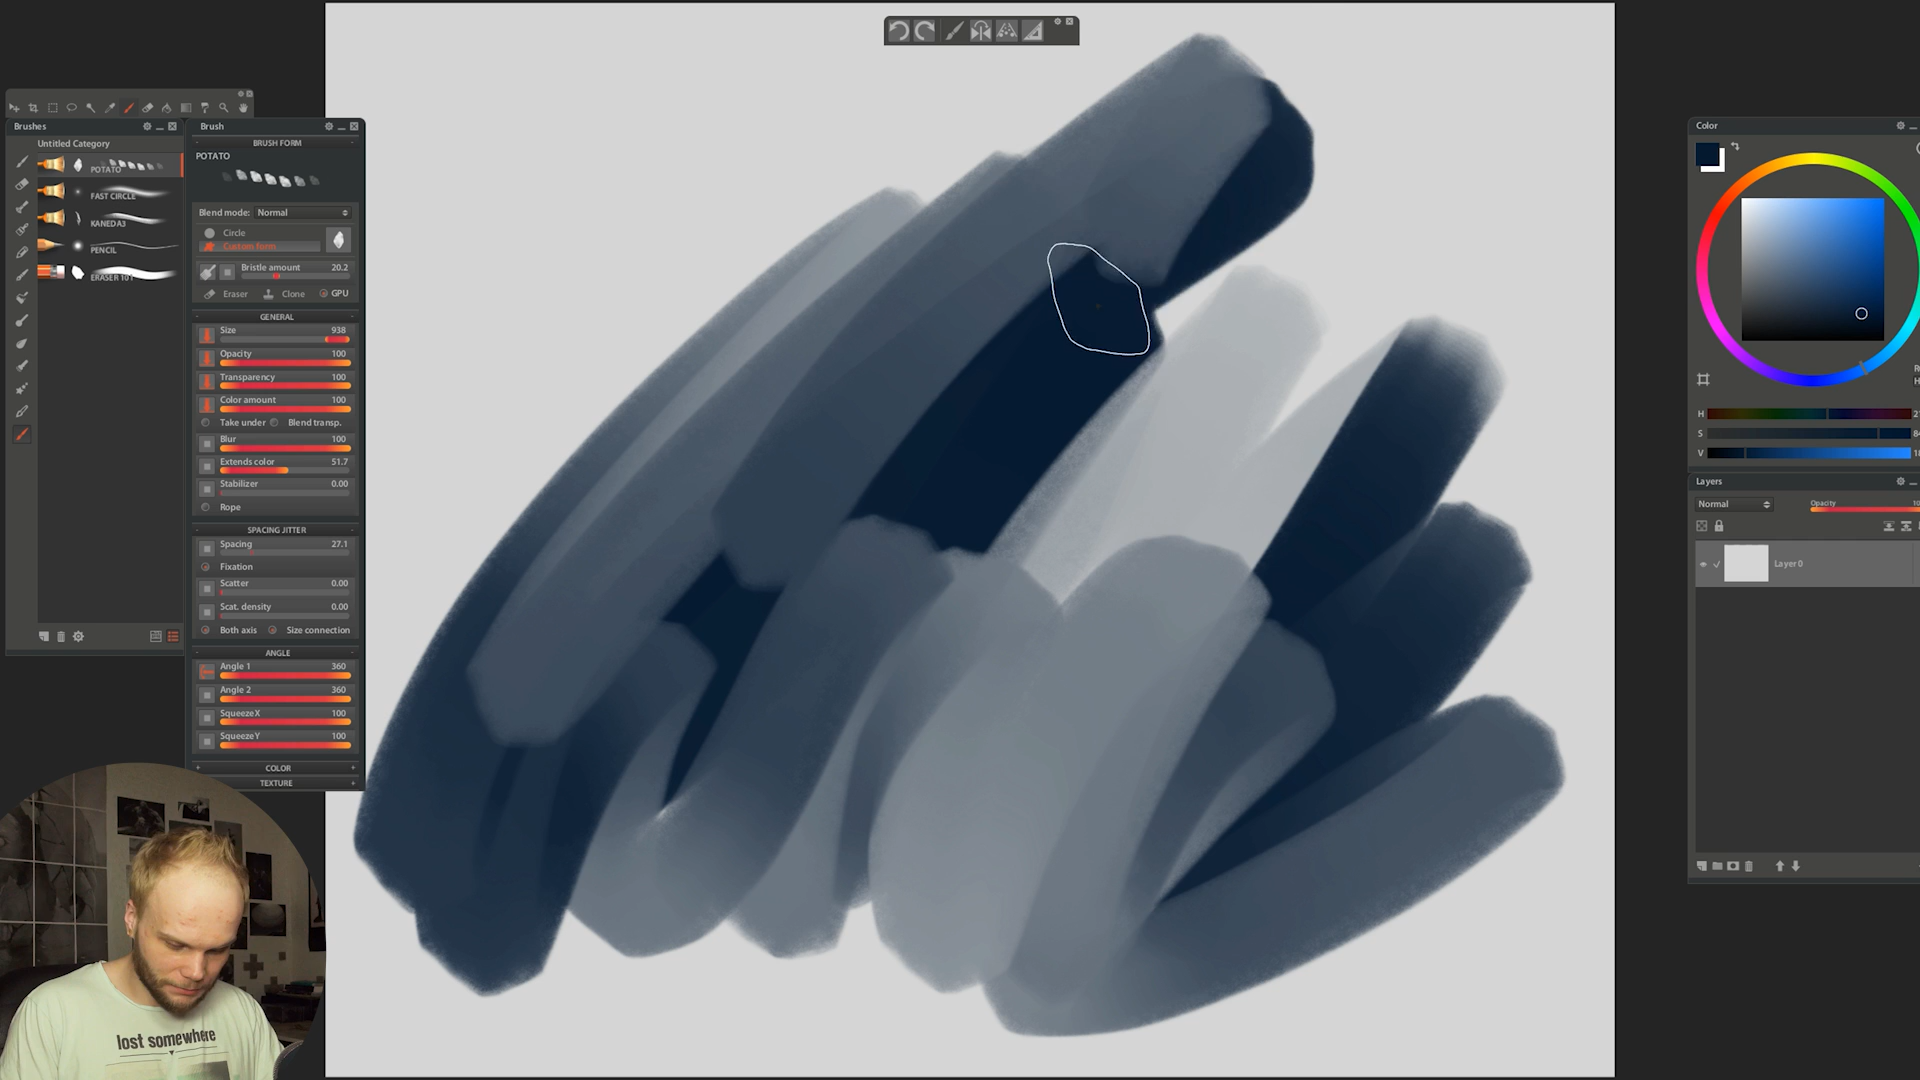 Brushes
Untitled Category
POTATO
FAST CIRCLE
KANEDA3
PENCIL
ERASER 101
Brush
BRUSH FORM
POTATO
Blend mode: Normal
Circle
Custom form
Bristle amount 20.2
Eraser Clone GPU
GENERAL
Size 938
Opacity 100
Transparency 100
Color amount 100
Take under Blend transp.
Blur 100
Extends color 51.7
Stabilizer 0.00
Rope
SPACING JITTER
Spacing 27.1
Fixation
Scatter 0.00
Scat. density 0.00
Both axis Size connection
ANGLE
Angle 1 360
Angle 2 360
SqueezeX 100
SqueezeY 100
COLOR
TEXTURE
lost somewhere
Color
H
S
V
Layers
Normal Opacity
Layer 0